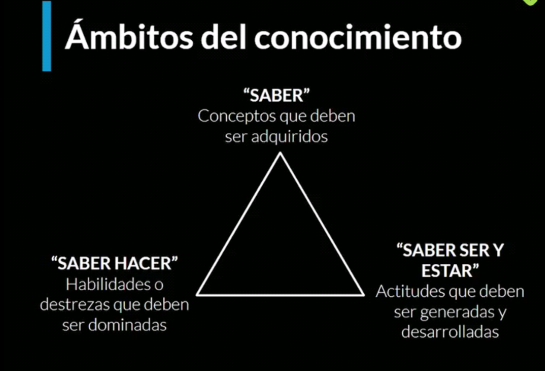 Ámbitos del conocimiento
“SABER”
Conceptos que deben
ser adquiridos
“SABER HACER”
Habilidades o
destrezas que deben
ser dominadas
“SABER SER Y
ESTAR”
Actitudes que deben
ser generadas y
desarrolladas